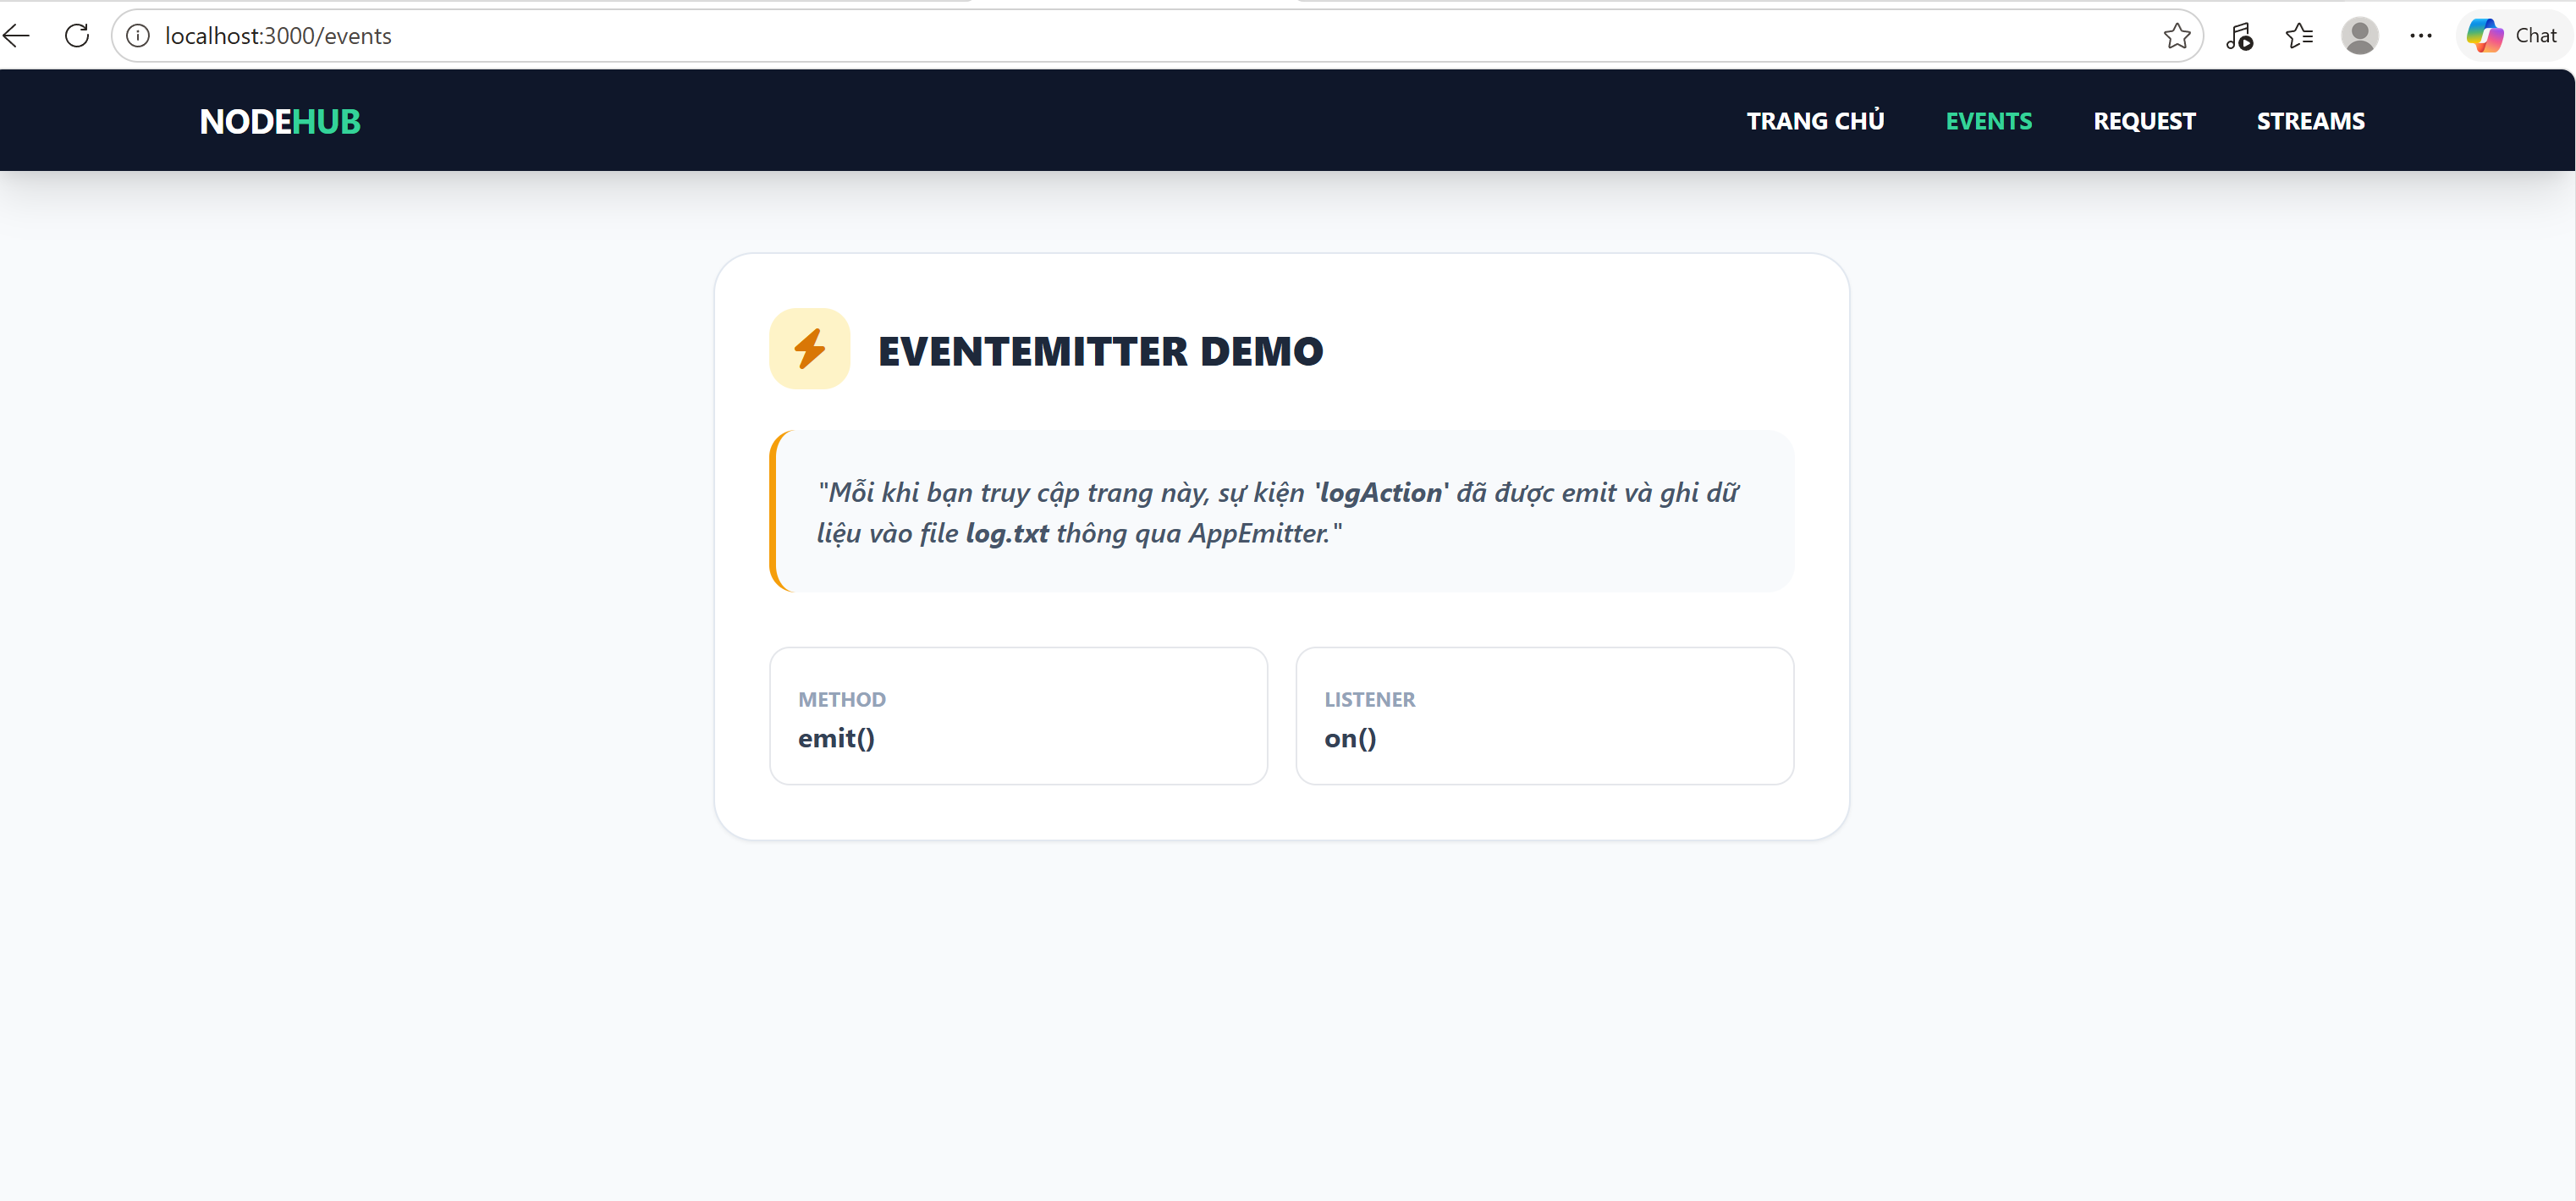 localhost:3000/events
Chat
NODEHUB
TRANG CHỦ
EVENTS
REQUEST
STREAMS
EVENTEMITTER DEMO
"Mỗi khi bạn truy cập trang này, sự kiện 'logAction' đã được emit và ghi dữ
liệu vào file log.txt thông qua AppEmitter."
METHOD
emit()
LISTENER
on()